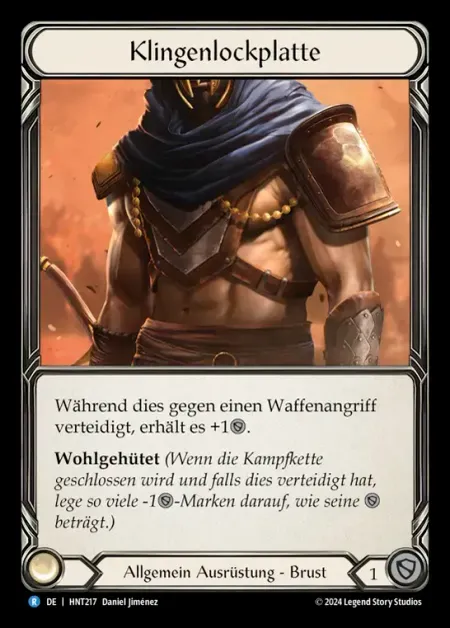 Klingenlockplatte
Während dies gegen einen Waffenangriff
verteidigt, erhält es +1.
Wohlgehütet (Wenn die Kampfkette
geschlossen wird und falls dies verteidigt hat,
lege so viele -1-Marken darauf, wie seine
beträgt.)
Allgemein Ausrüstung - Brust 1
R DE | HNT217 Daniel Jiménez © 2024 Legend Story Studios